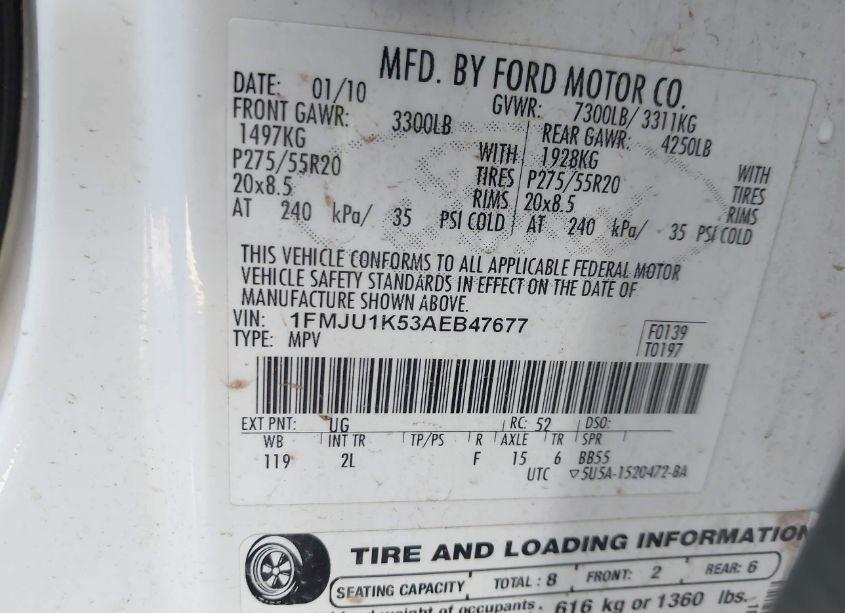 MFD. BY FORD MOTOR CO.
DATE: 01/10 GVWR: 7300LB/ 3311KG
FRONT GAWR: 3300LB REAR GAWR: 4250LB
1497KG WITH 1928KG WITH
P275/55R20 TIRES P275/55R20 TIRES
20x8.5 RIMS 20x8.5 RIMS
AT 240 kPa/ 35 PSI COLD AT 240 kPa/ 35 PSI COLD
THIS VEHICLE CONFORMS TO ALL APPLICABLE FEDERAL MOTOR
VEHICLE SAFETY STANDARDS IN EFFECT ON THE DATE OF
MANUFACTURE SHOWN ABOVE.
VIN: 1FMJU1K53AEB47677
TYPE: MPV
F0139
T0197
EXT PNT: UG RC: 52 DSO:
WB INT TR TP/PS R AXLE TR SPR
119 2L F 15 6 BB55
UTC ▽5U5A-1520472-BA
TIRE AND LOADING INFORMATION
SEATING CAPACITY TOTAL : 8 FRONT: 2 REAR: 6
weight of occupants. 616 kg or 1360 lbs.